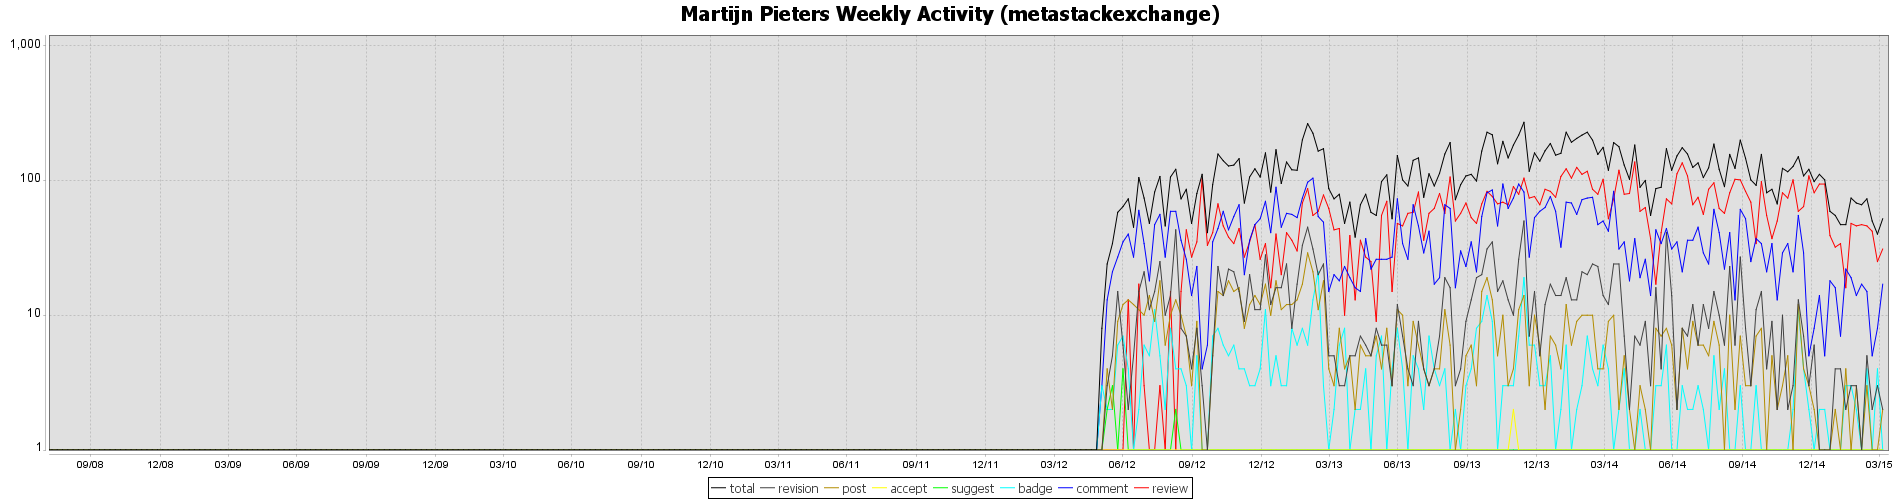 Martijn Pieters Weekly Activity (metastackexchange)
1,000
100
10
1
09/08 12/08 03/09 06/09 09/09 12/09 03/10 06/10 09/10 12/10 03/11 06/11 09/11 12/11 03/12 06/12 09/12 12/12 03/13 06/13 09/13 12/13 03/14 06/14 09/14 12/14 03/15
total revision post accept suggest badge comment review